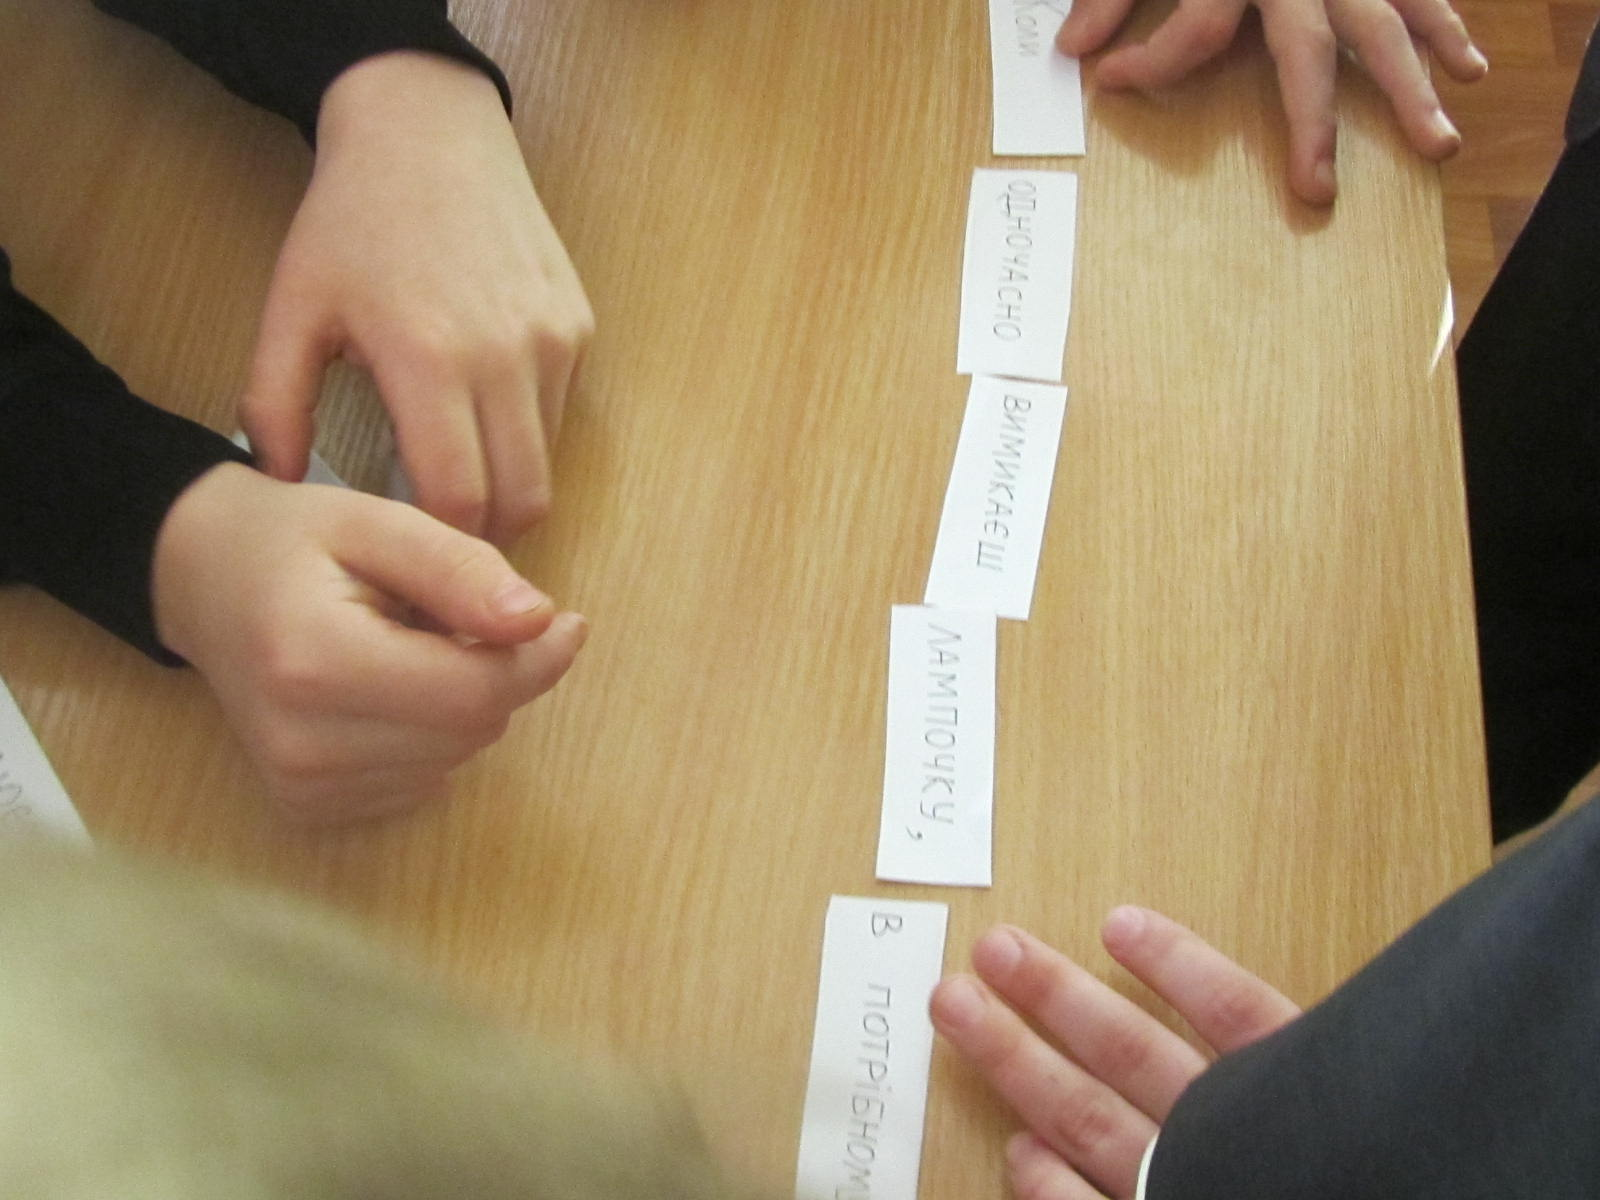 Коли
одночасно
вимикаєш
лампочку,
в потрібному